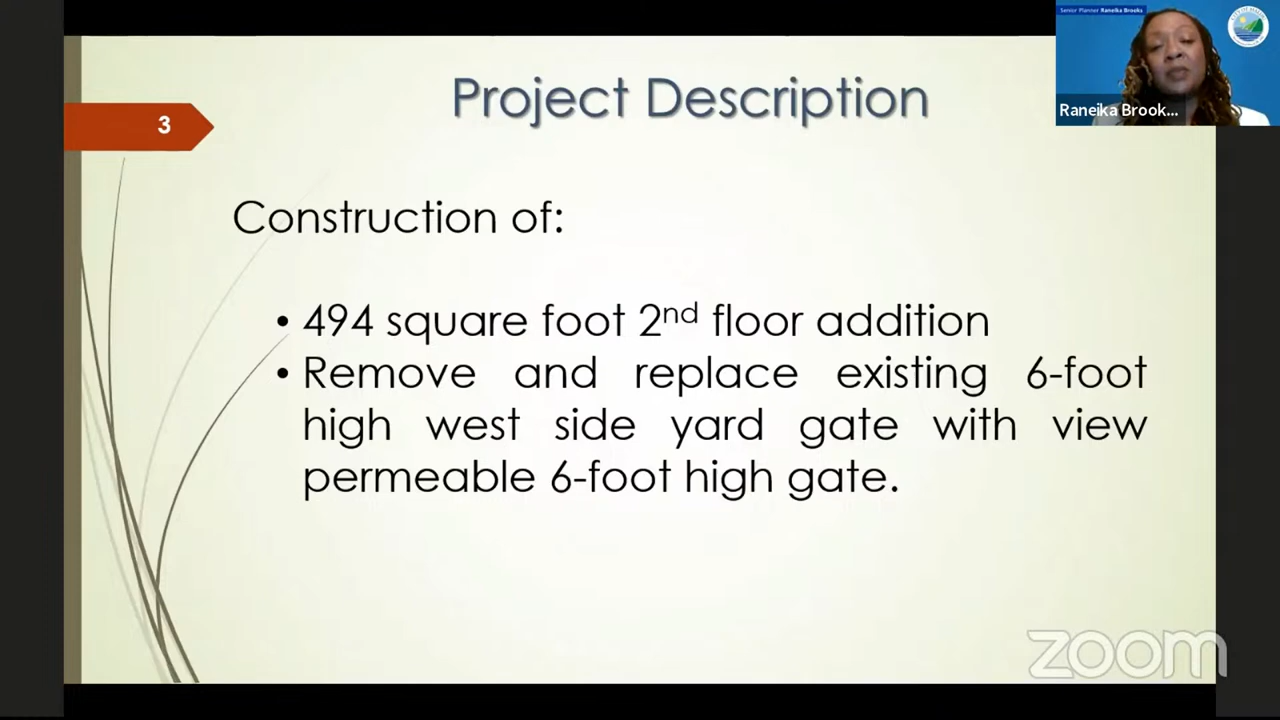 Senior Planner Raneika Brooks
Raneika Brook...
Project Description
3
Construction of:
• 494 square foot 2nd floor addition
• Remove and replace existing 6-foot
high west side yard gate with view
permeable 6-foot high gate.
zoom